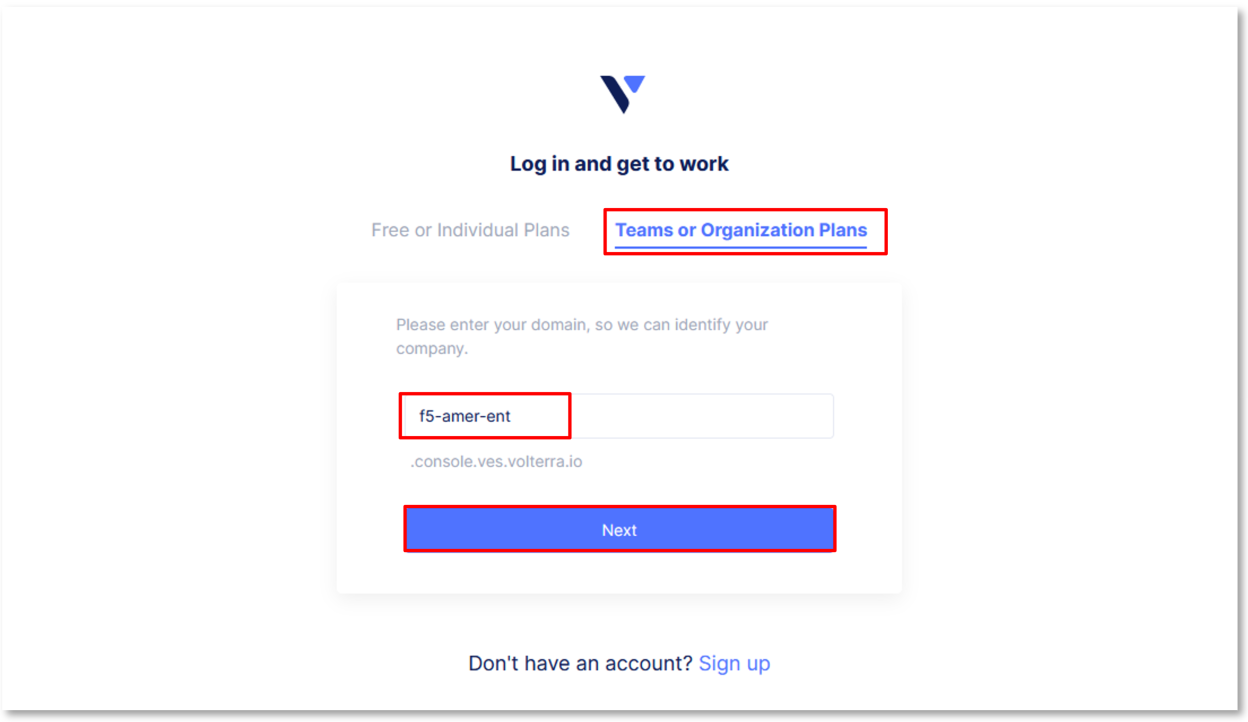 Log in and get to work
Free or Individual Plans
Teams or Organization Plans
Please enter your domain, so we can identify your
company.
f5-amer-ent
.console.ves.volterra.io
Next
Don't have an account? Sign up